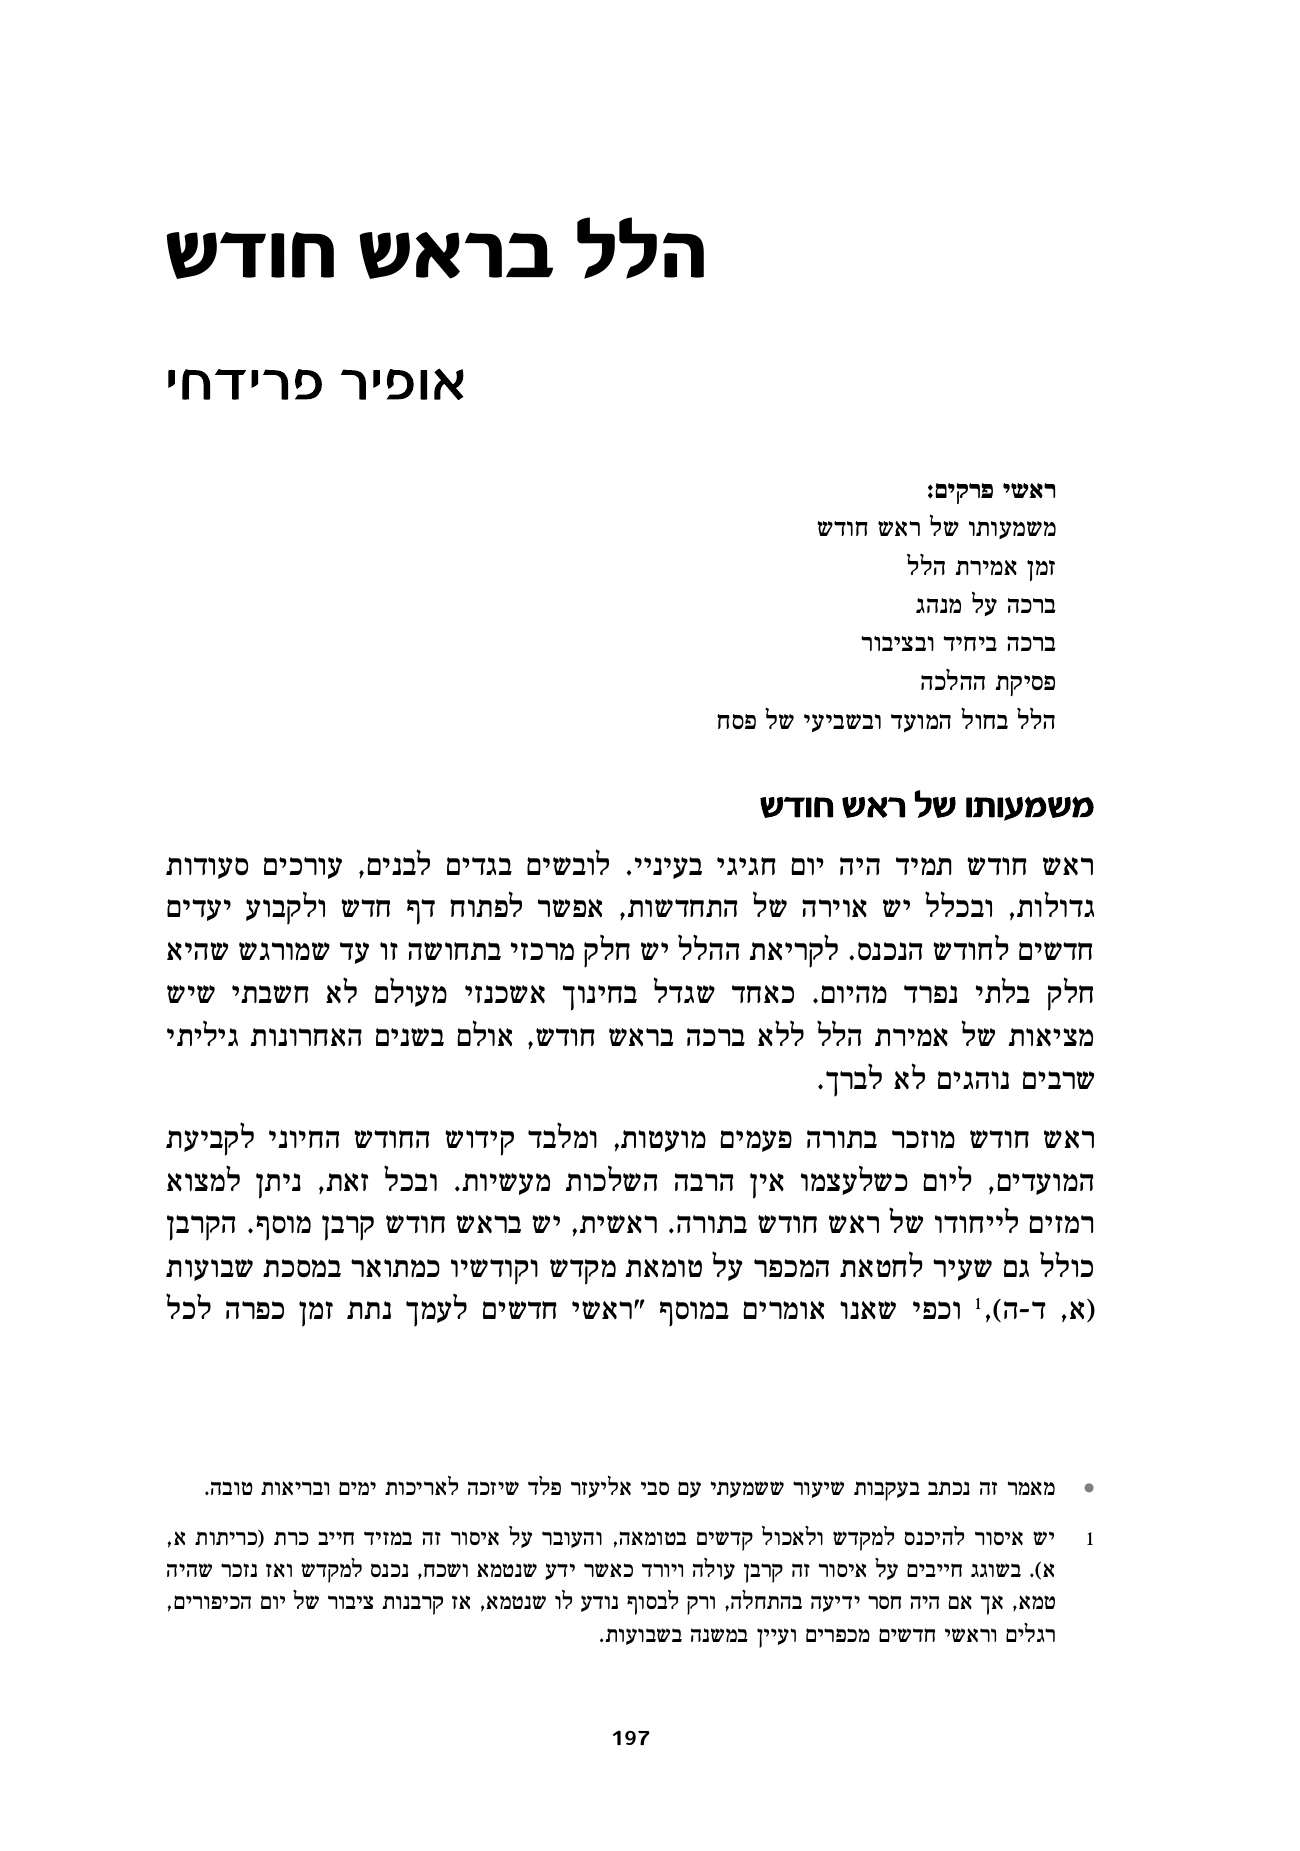 הלל בראש חודש
אופיר פרידחי
ראשי פרקים:
משמעותו של ראש חודש
זמן אמירת הלל
ברכה על מנהג
ברכה ביחיד ובציבור
פסיקת ההלכה
הלל בחול המועד ובשביעי של פסח
משמעותו של ראש חודש
ראש חודש תמיד היה יום חגיגי בעיניי. לובשים בגדים לבנים, עורכים סעודות
גדולות, ובכלל יש אוירה של התחדשות, אפשר לפתוח דף חדש ולקבוע יעדים
חדשים לחודש הנכנס. לקריאת ההלל יש חלק מרכזי בתחושה זו עד שמורגש שהיא
חלק בלתי נפרד מהיום. כאחד שגדל בחינוך אשכנזי מעולם לא חשבתי שיש
מציאות של אמירת הלל ללא ברכה בראש חודש, אולם בשנים האחרונות גיליתי
שרבים נוהגים לא לברך.
ראש חודש מוזכר בתורה פעמים מועטות, ומלבד קידוש החודש החיוני לקביעת
המועדים, ליום כשלעצמו אין הרבה השלכות מעשיות. ובכל זאת, ניתן למצוא
רמזים לייחודו של ראש חודש בתורה. ראשית, יש בראש חודש קרבן מוסף. הקרבן
כולל גם שעיר לחטאת המכפר על טומאת מקדש וקודשיו כמתואר במסכת שבועות
(א, ד-ה),1 וכפי שאנו אומרים במוסף "ראשי חדשים לעמך נתת זמן כפרה לכל
• מאמר זה נכתב בעקבות שיעור ששמעתי עם סבי אליעזר פלד שיזכה לאריכות ימים ובריאות טובה.
1 יש איסור להיכנס למקדש ולאכול קדשים בטומאה, והעובר על איסור זה במזיד חייב כרת (כריתות א,
א). בשוגג חייבים על איסור זה קרבן עולה ויורד כאשר ידע שנטמא ושכח, נכנס למקדש ואז נזכר שהיה
טמא, אך אם היה חסר ידיעה בהתחלה, ורק לבסוף נודע לו שנטמא, אז קרבנות ציבור של יום הכיפורים,
רגלים וראשי חדשים מכפרים ועיין במשנה בשבועות.
197